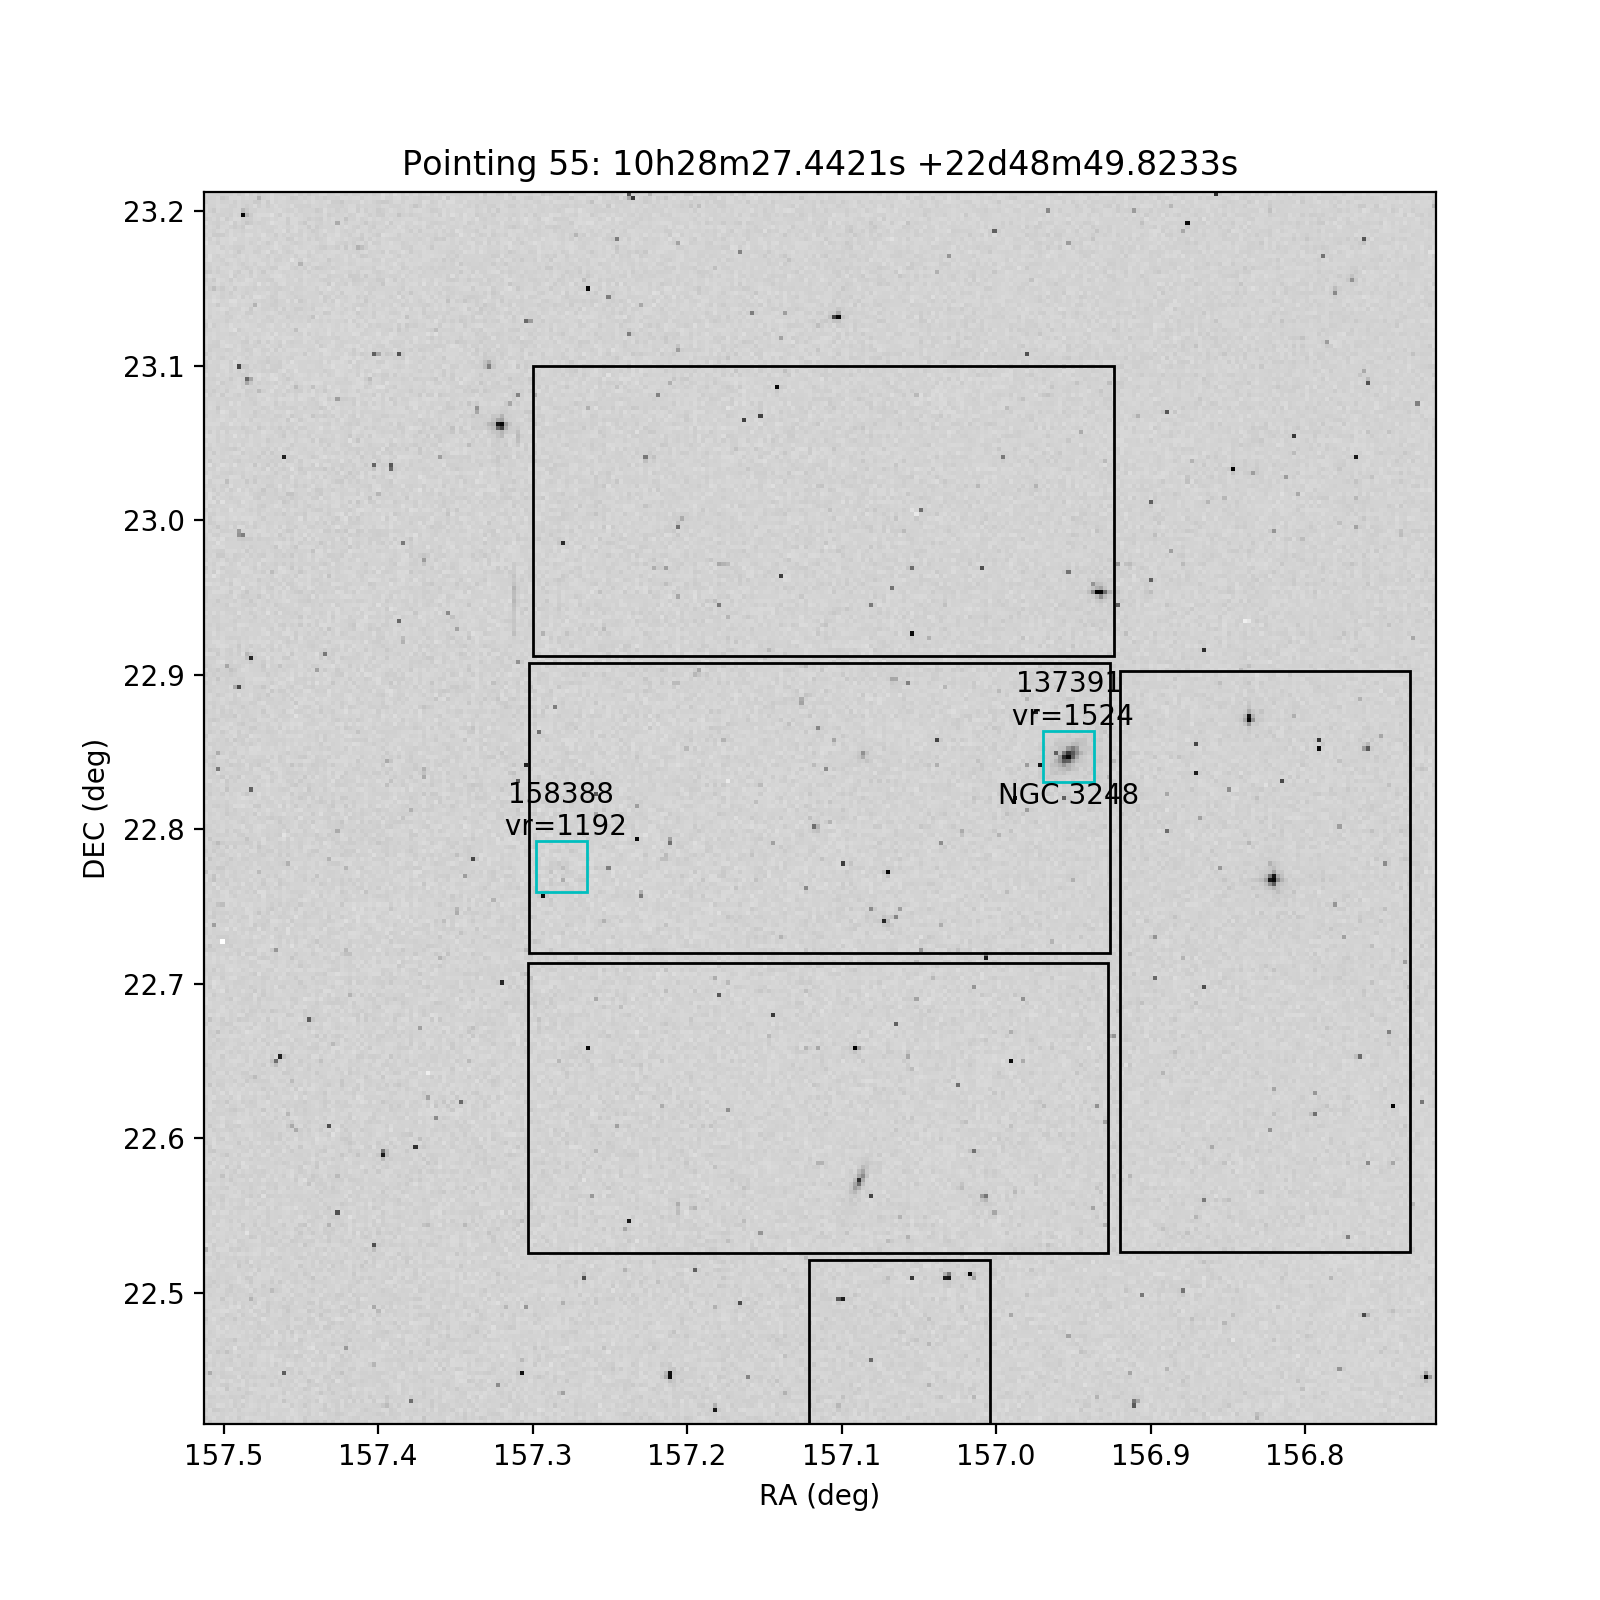 Pointing 55: 10h28m27.4421s +22d48m49.8233s
23.2
23.1
23.0
22.9
22.8
22.7
22.6
22.5
DEC (deg)
137391
vr=1524
NGC 3248
158388
vr=1192
157.5 157.4 157.3 157.2 157.1 157.0 156.9 156.8
RA (deg)